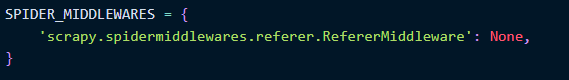 SPIDER_MIDDLEWARES = {
    'scrapy.spidermiddlewares.referer.RefererMiddleware': None,
}